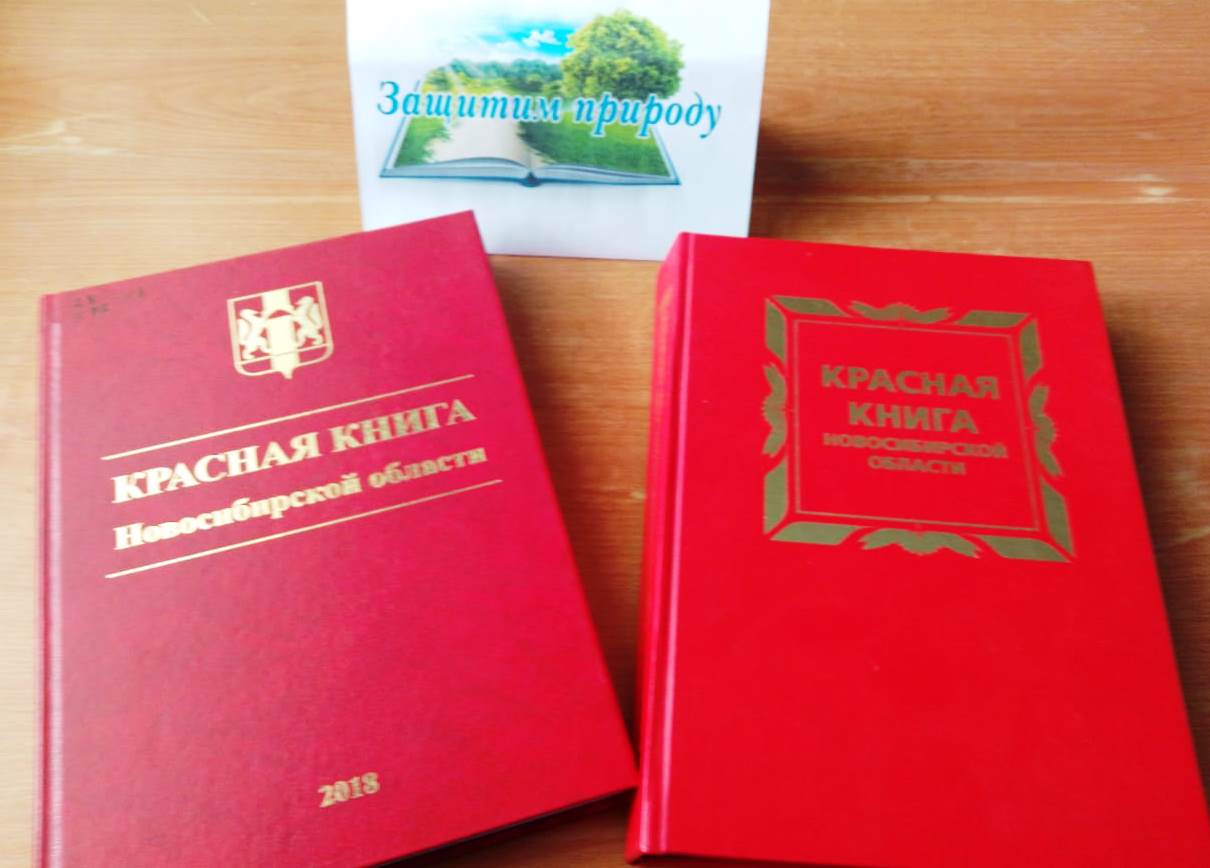 Защитим природу
КРАСНАЯ КНИГА
Новосибирской области
2018
КРАСНАЯ
КНИГА
НОВОСИБИРСКОЙ
ОБЛАСТИ